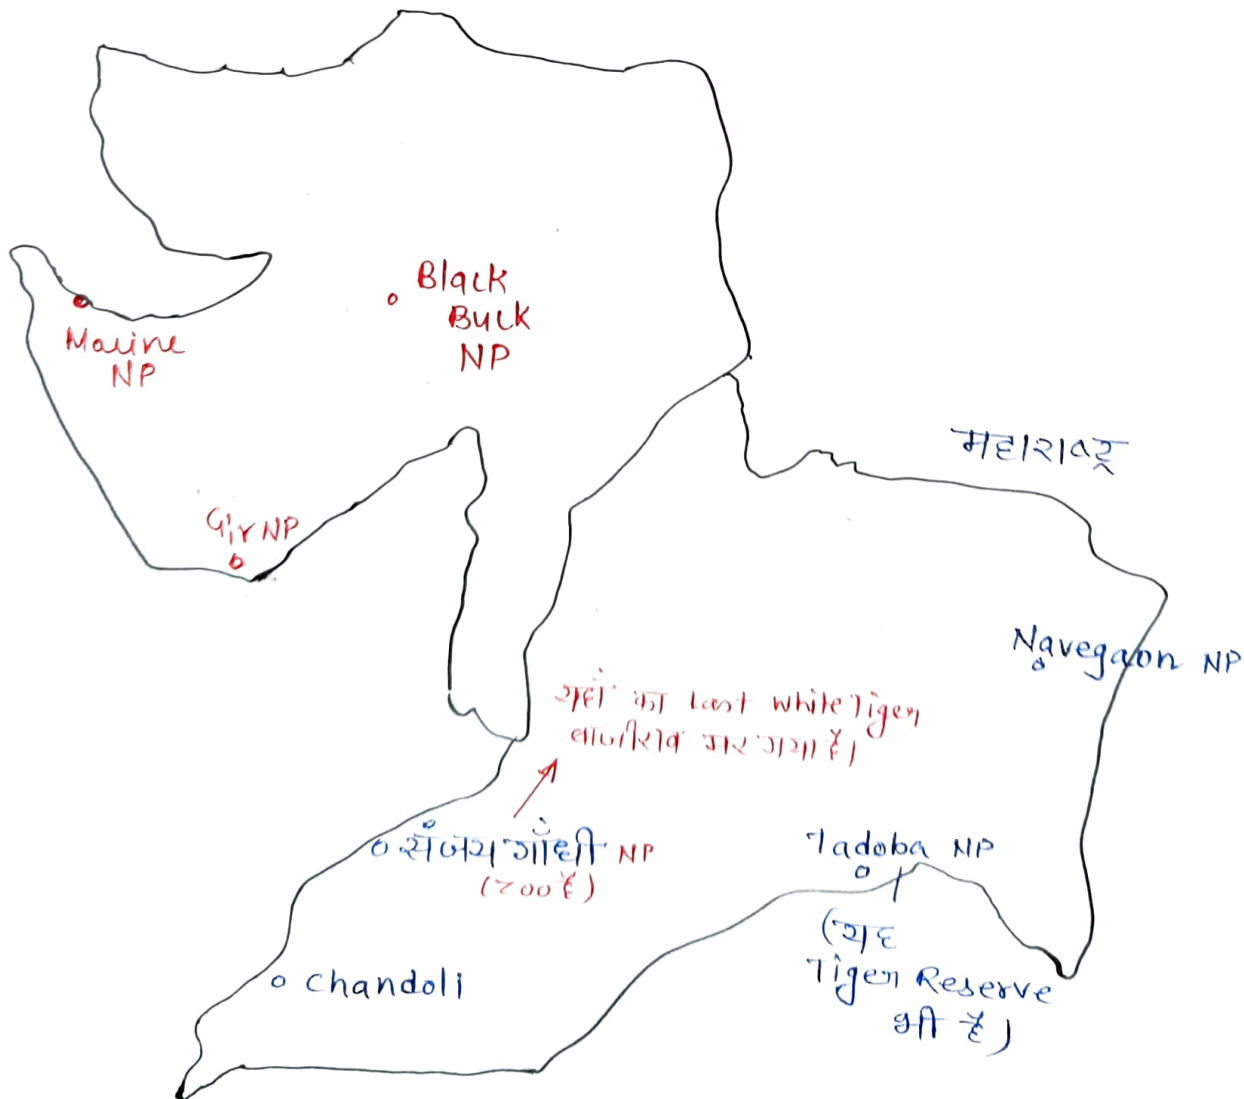 Black
Buck
NP
Marine
NP
Gir NP
महाराष्ट्र
Navegaon NP
यहाँ का Last white Tiger
बाजीराव मर गया है।
संजय गाँधी NP
(zoo है)
Tadoba NP
(यह
Tiger Reserve
भी है)
Chandoli